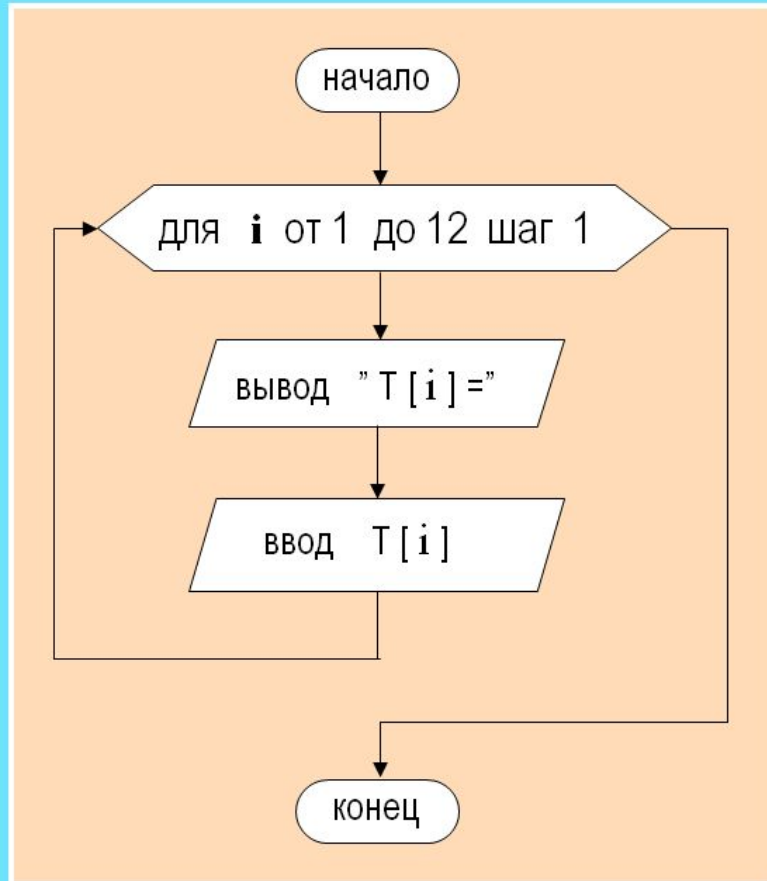 начало
для i от 1 до 12 шаг 1
вывод ” T [ i ] =”
ввод T [ i ]
конец